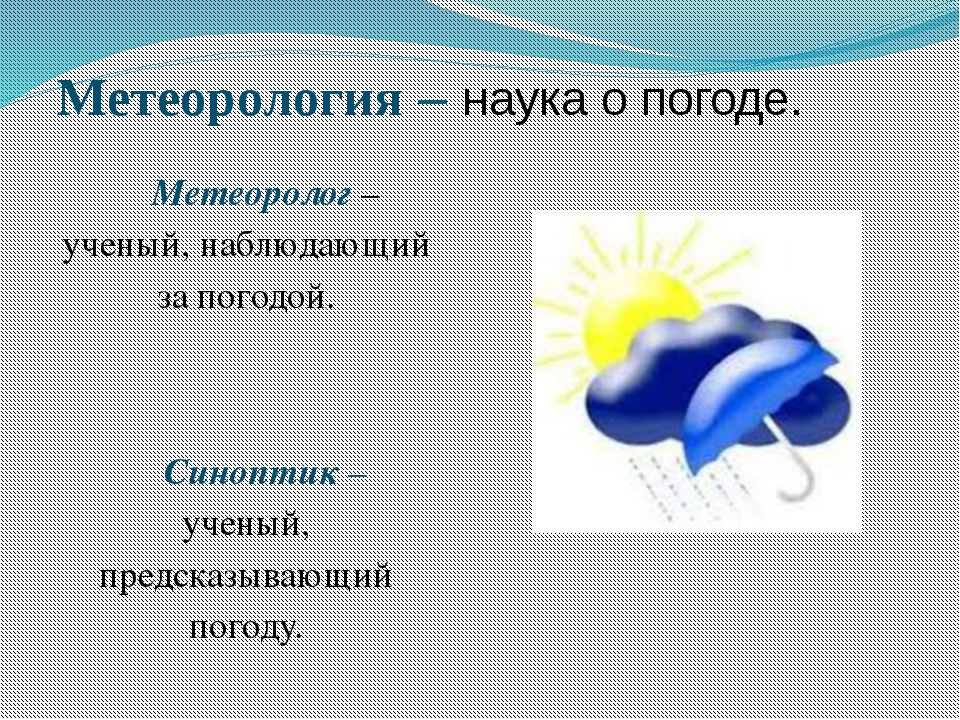 Метеорология – наука о погоде.
Метеоролог –
ученый, наблюдающий
за погодой.
Синоптик –
ученый,
предсказывающий
погоду.